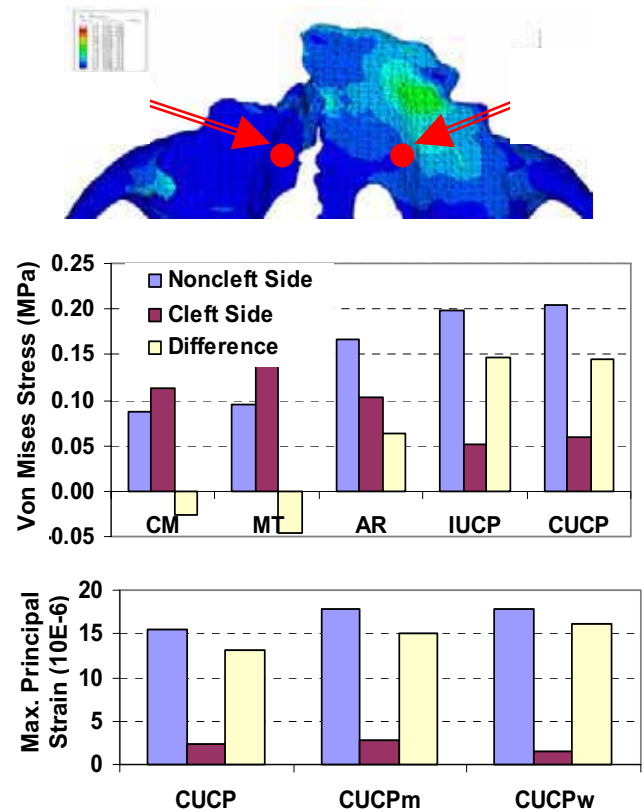 0.25
0.20
0.15
0.10
0.05
0.00
-0.05
Von Mises Stress (MPa)
Noncleft Side
Cleft Side
Difference
CM MT AR IUCP CUCP
20
15
10
5
0
Max. Principal
Strain (10E-6)
CUCP CUCPm CUCPw